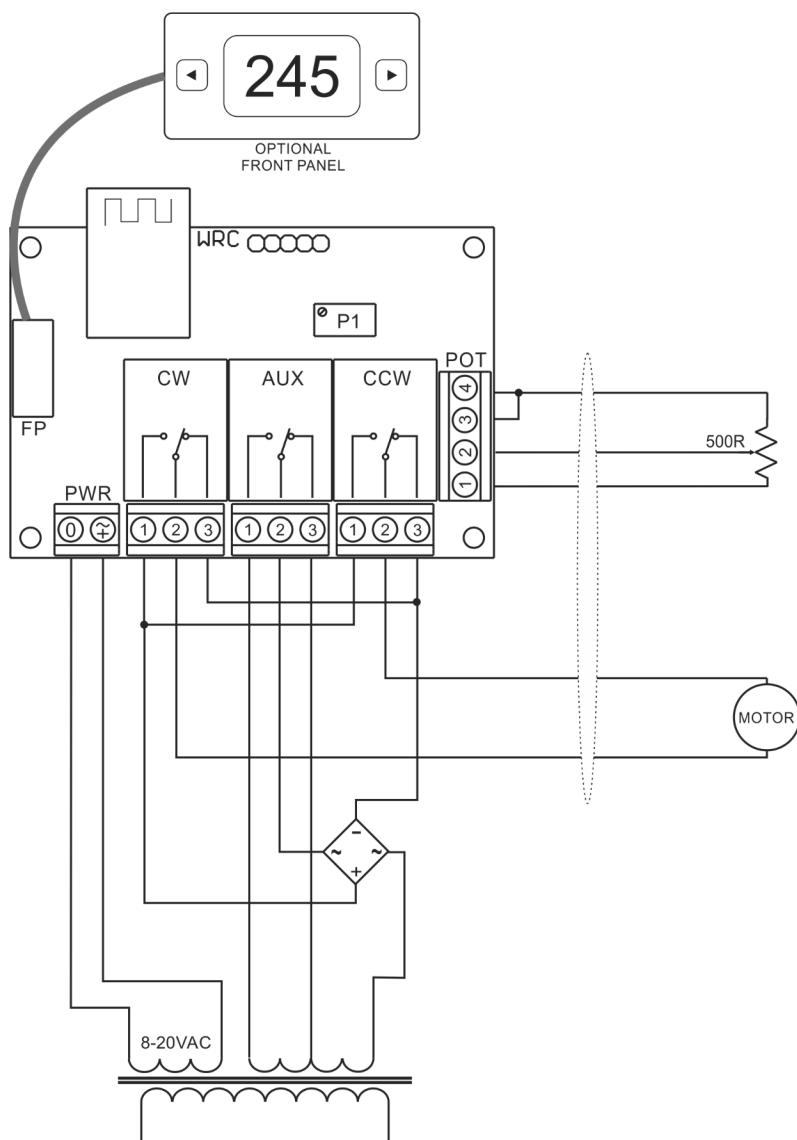 245
OPTIONAL
FRONT PANEL
WRC
P1
CW
AUX
CCW
POT
4
3
2
1
FP
PWR
0
1 2 3
1 2 3
1 2 3
500R
MOTOR
−
~ ~
+
8-20VAC